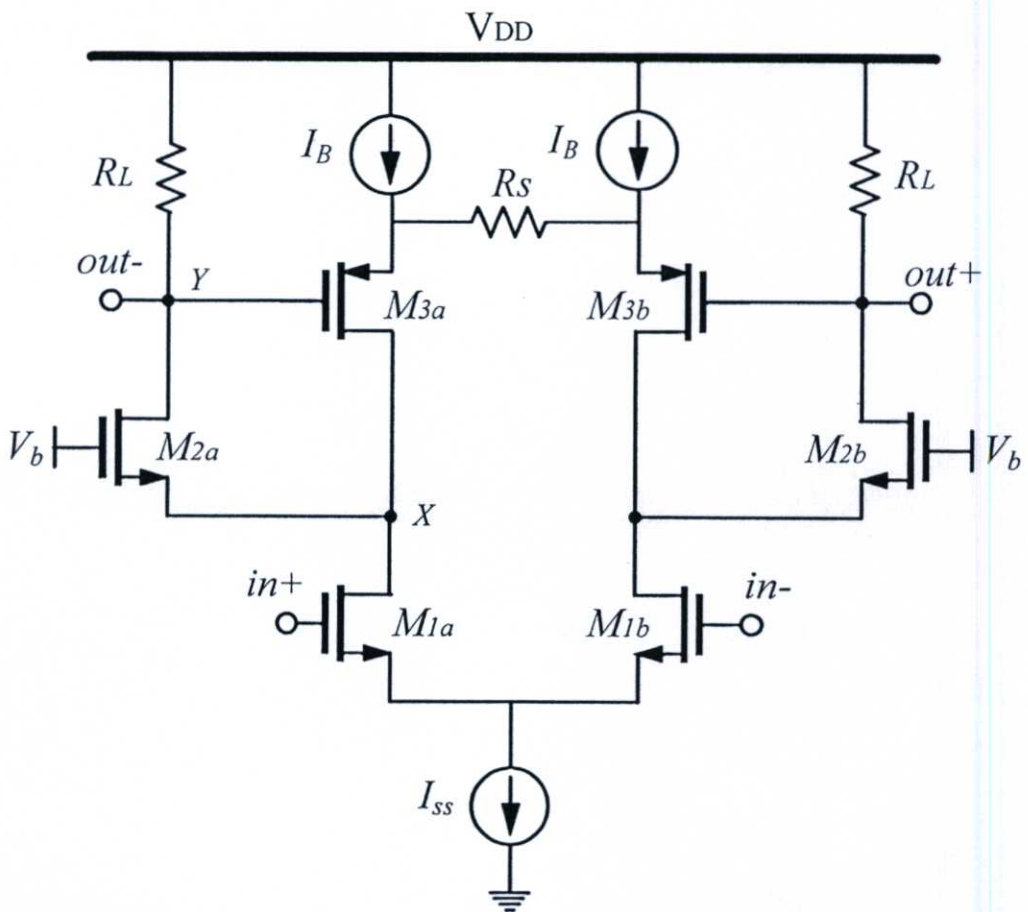 VDD
IB
IB
RL
Rs
RL
out-
Y
out+
M3a
M3b
Vb
M2a
M2b
Vb
X
in+
in-
M1a
M1b
Iss